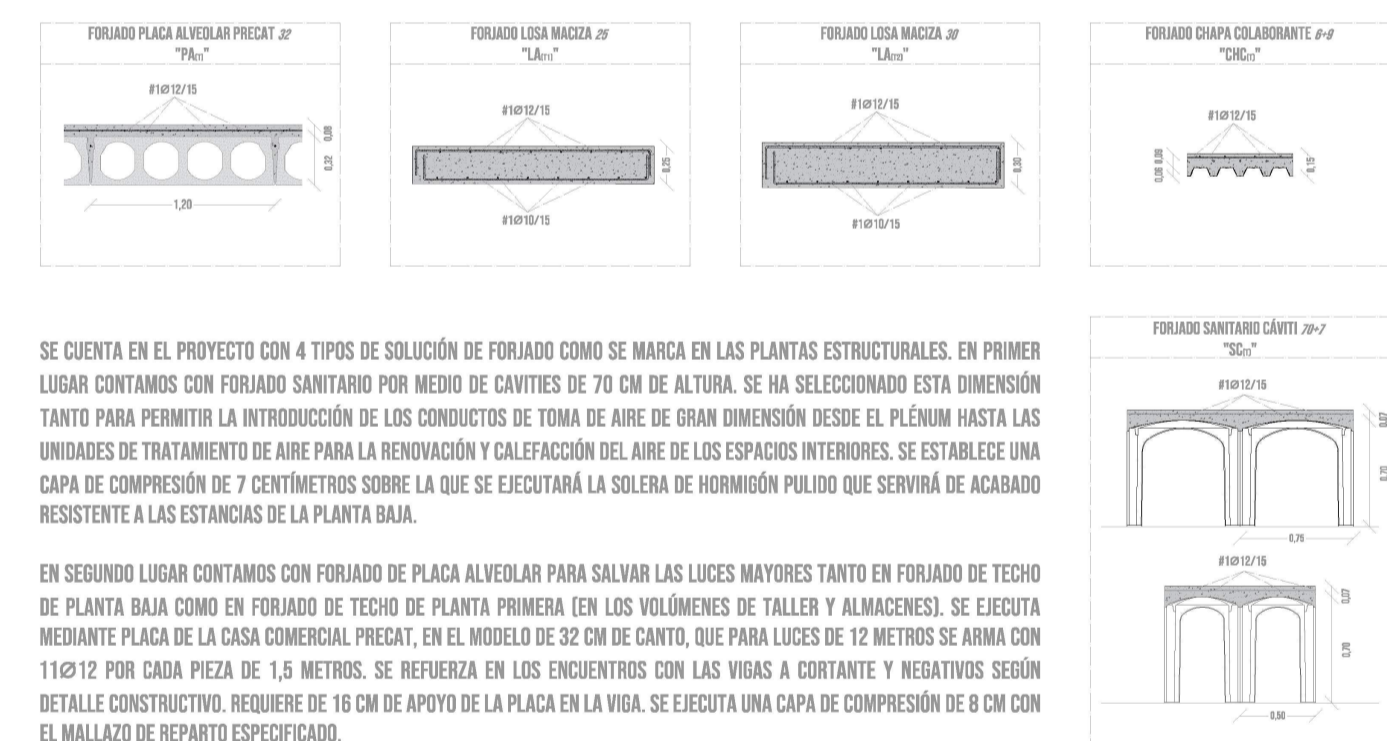 FORJADO PLACA ALVEOLAR PRECAT 32
"PA(T)"
#1Ø12/15
0,08
0,32
1,20
FORJADO LOSA MACIZA 25
"LA(T1)"
#1Ø12/15
0,25
#1Ø10/15
FORJADO LOSA MACIZA 30
"LA(T2)"
#1Ø12/15
0,30
#1Ø10/15
FORJADO CHAPA COLABORANTE 6+9
"CHC(T)"
#1Ø12/15
0,06 0,09
0,15
SE CUENTA EN EL PROYECTO CON 4 TIPOS DE SOLUCIÓN DE FORJADO COMO SE MARCA EN LAS PLANTAS ESTRUCTURALES. EN PRIMER
LUGAR CONTAMOS CON FORJADO SANITARIO POR MEDIO DE CAVITIES DE 70 CM DE ALTURA. SE HA SELECCIONADO ESTA DIMENSIÓN
TANTO PARA PERMITIR LA INTRODUCCIÓN DE LOS CONDUCTOS DE TOMA DE AIRE DE GRAN DIMENSIÓN DESDE EL PLÉNUM HASTA LAS
UNIDADES DE TRATAMIENTO DE AIRE PARA LA RENOVACIÓN Y CALEFACCIÓN DEL AIRE DE LOS ESPACIOS INTERIORES. SE ESTABLECE UNA
CAPA DE COMPRESIÓN DE 7 CENTÍMETROS SOBRE LA QUE SE EJECUTARÁ LA SOLERA DE HORMIGÓN PULIDO QUE SERVIRÁ DE ACABADO
RESISTENTE A LAS ESTANCIAS DE LA PLANTA BAJA.
EN SEGUNDO LUGAR CONTAMOS CON FORJADO DE PLACA ALVEOLAR PARA SALVAR LAS LUCES MAYORES TANTO EN FORJADO DE TECHO
DE PLANTA BAJA COMO EN FORJADO DE TECHO DE PLANTA PRIMERA (EN LOS VOLÚMENES DE TALLER Y ALMACENES). SE EJECUTA
MEDIANTE PLACA DE LA CASA COMERCIAL PRECAT, EN EL MODELO DE 32 CM DE CANTO, QUE PARA LUCES DE 12 METROS SE ARMA CON
11Ø12 POR CADA PIEZA DE 1,5 METROS. SE REFUERZA EN LOS ENCUENTROS CON LAS VIGAS A CORTANTE Y NEGATIVOS SEGÚN
DETALLE CONSTRUCTIVO. REQUIERE DE 16 CM DE APOYO DE LA PLACA EN LA VIGA. SE EJECUTA UNA CAPA DE COMPRESIÓN DE 8 CM CON
EL MALLAZO DE REPARTO ESPECIFICADO.
FORJADO SANITARIO CÁVITI 70+7
"SC(T)"
#1Ø12/15
0,07
0,70
0,75
#1Ø12/15
0,07
0,70
0,50